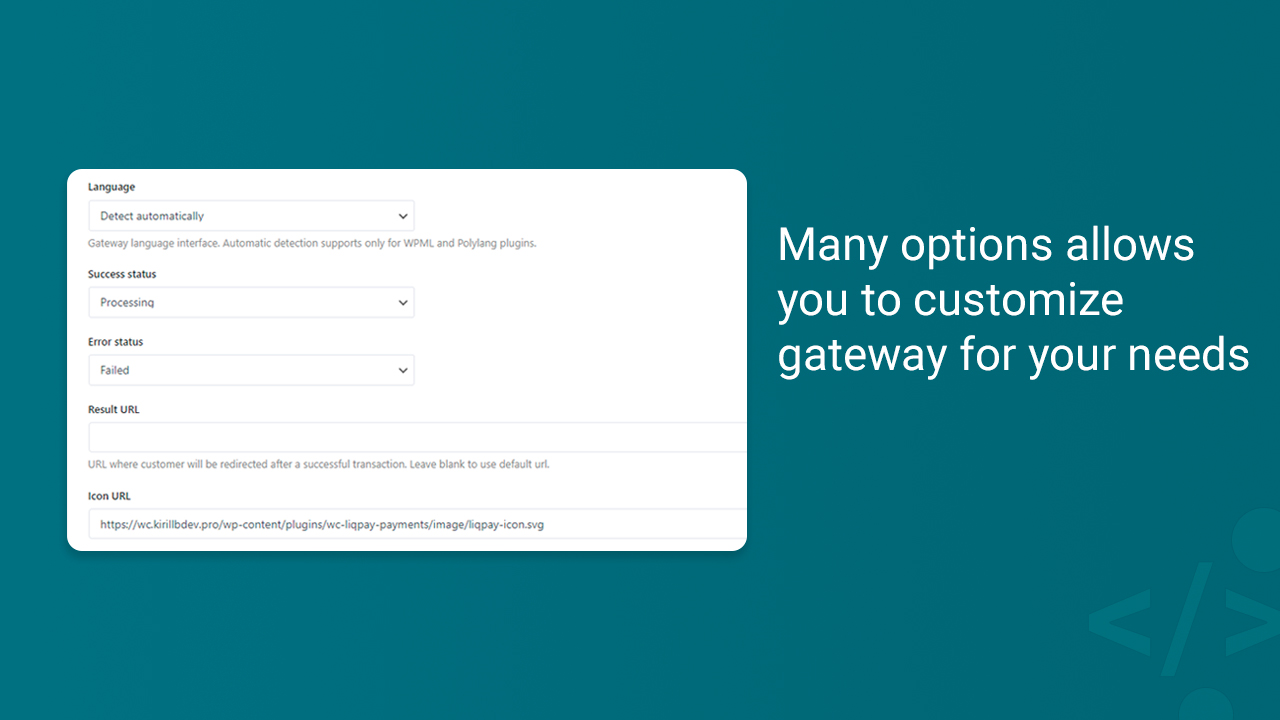 Language
Detect automatically
Gateway language interface. Automatic detection supports only for WPML and Polylang plugins.
Success status
Processing
Error status
Failed
Result URL
URL where customer will be redirected after a successful transaction. Leave blank to use default url.
Icon URL
https://wc.kirillbdev.pro/wp-content/plugins/wc-liqpay-payments/image/liqpay-icon.svg
Many options allows
you to customize
gateway for your needs